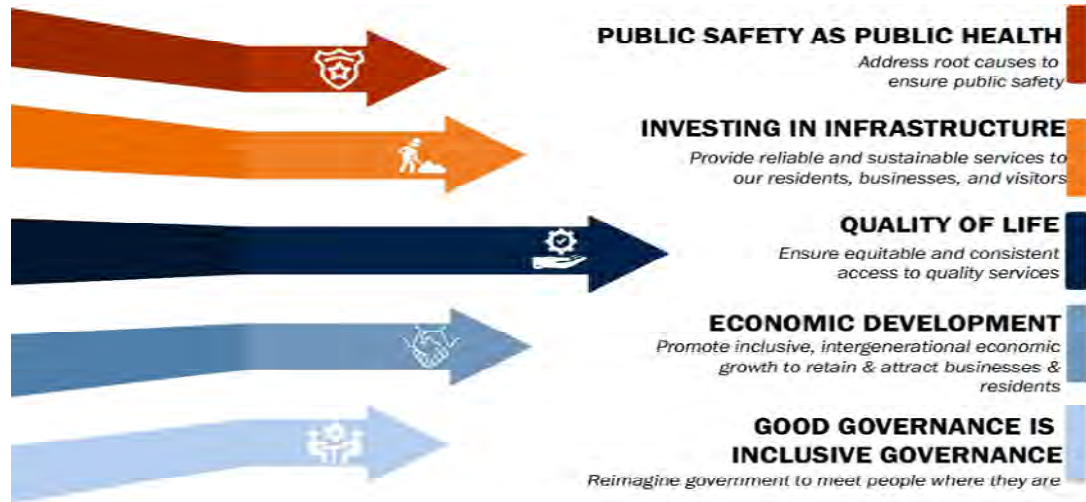 PUBLIC SAFETY AS PUBLIC HEALTH
Address root causes to
ensure public safety
INVESTING IN INFRASTRUCTURE
Provide reliable and sustainable services to
our residents, businesses, and visitors
QUALITY OF LIFE
Ensure equitable and consistent
access to quality services
ECONOMIC DEVELOPMENT
Promote inclusive, intergenerational economic
growth to retain & attract businesses &
residents
GOOD GOVERNANCE IS
INCLUSIVE GOVERNANCE
Reimagine government to meet people where they are